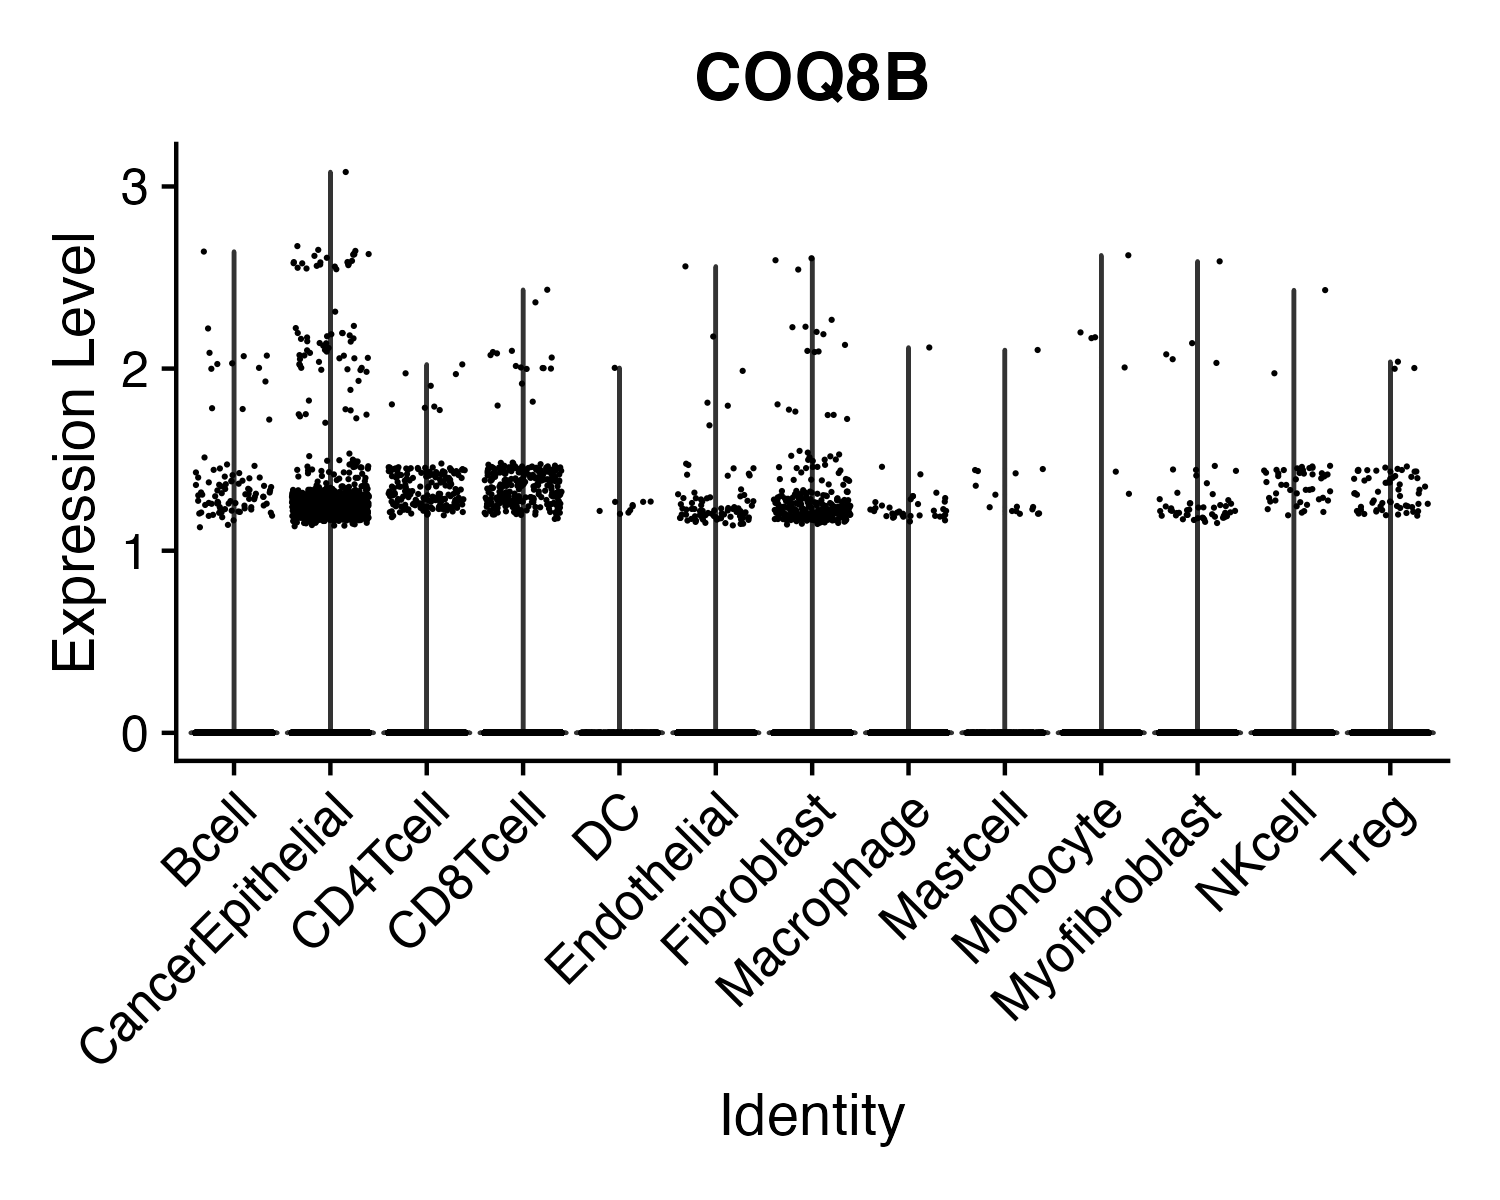 COQ8B
Expression Level
3
2
1
0
Bcell
CancerEpithelial
CD4Tcell
CD8Tcell
DC
Endothelial
Fibroblast
Macrophage
Mastcell
Monocyte
Myofibroblast
NKcell
Treg
Identity